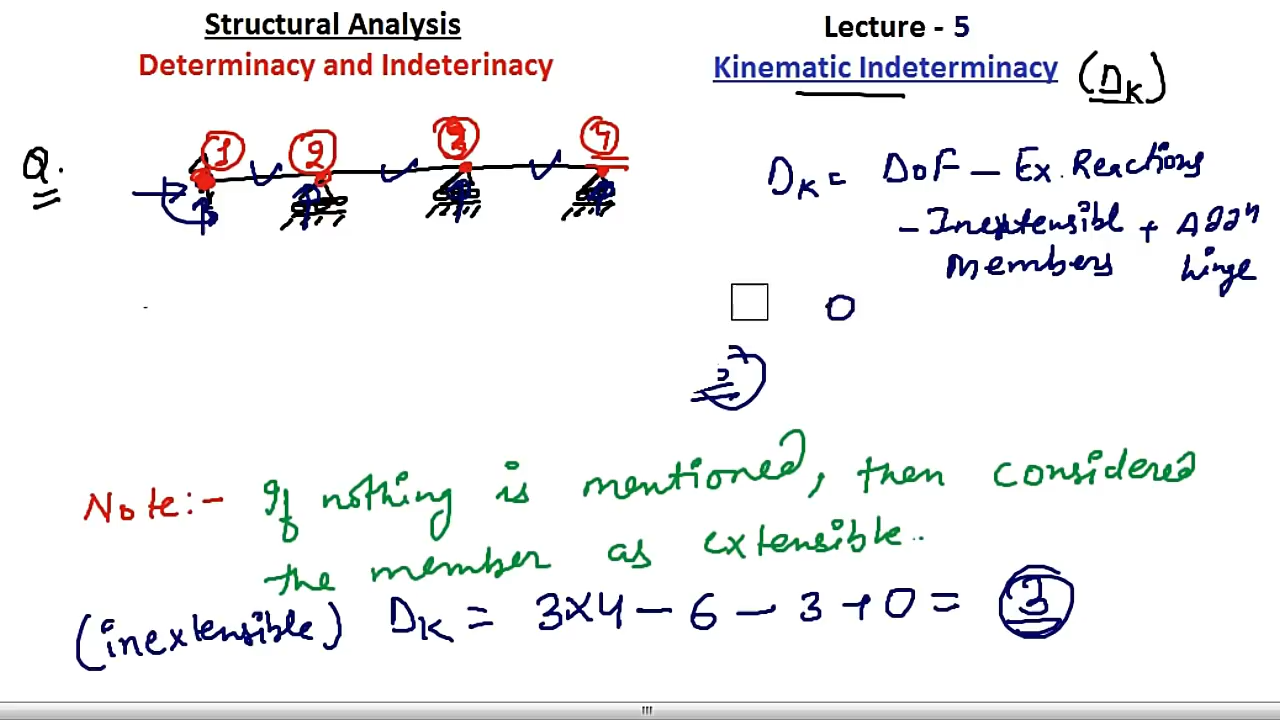 Structural Analysis
Lecture - 5
Determinacy and Indeterinacy
Kinematic Indeterminacy (DK)
Q.
1 2 3 4
DK = DoF - Ex. Reactions
- Inextensible + Addn
Members hinge
Note:- If nothing is mentioned, then considered
the member as extensible.
(inextensible) DK = 3×4 - 6 - 3 + 0 = 3